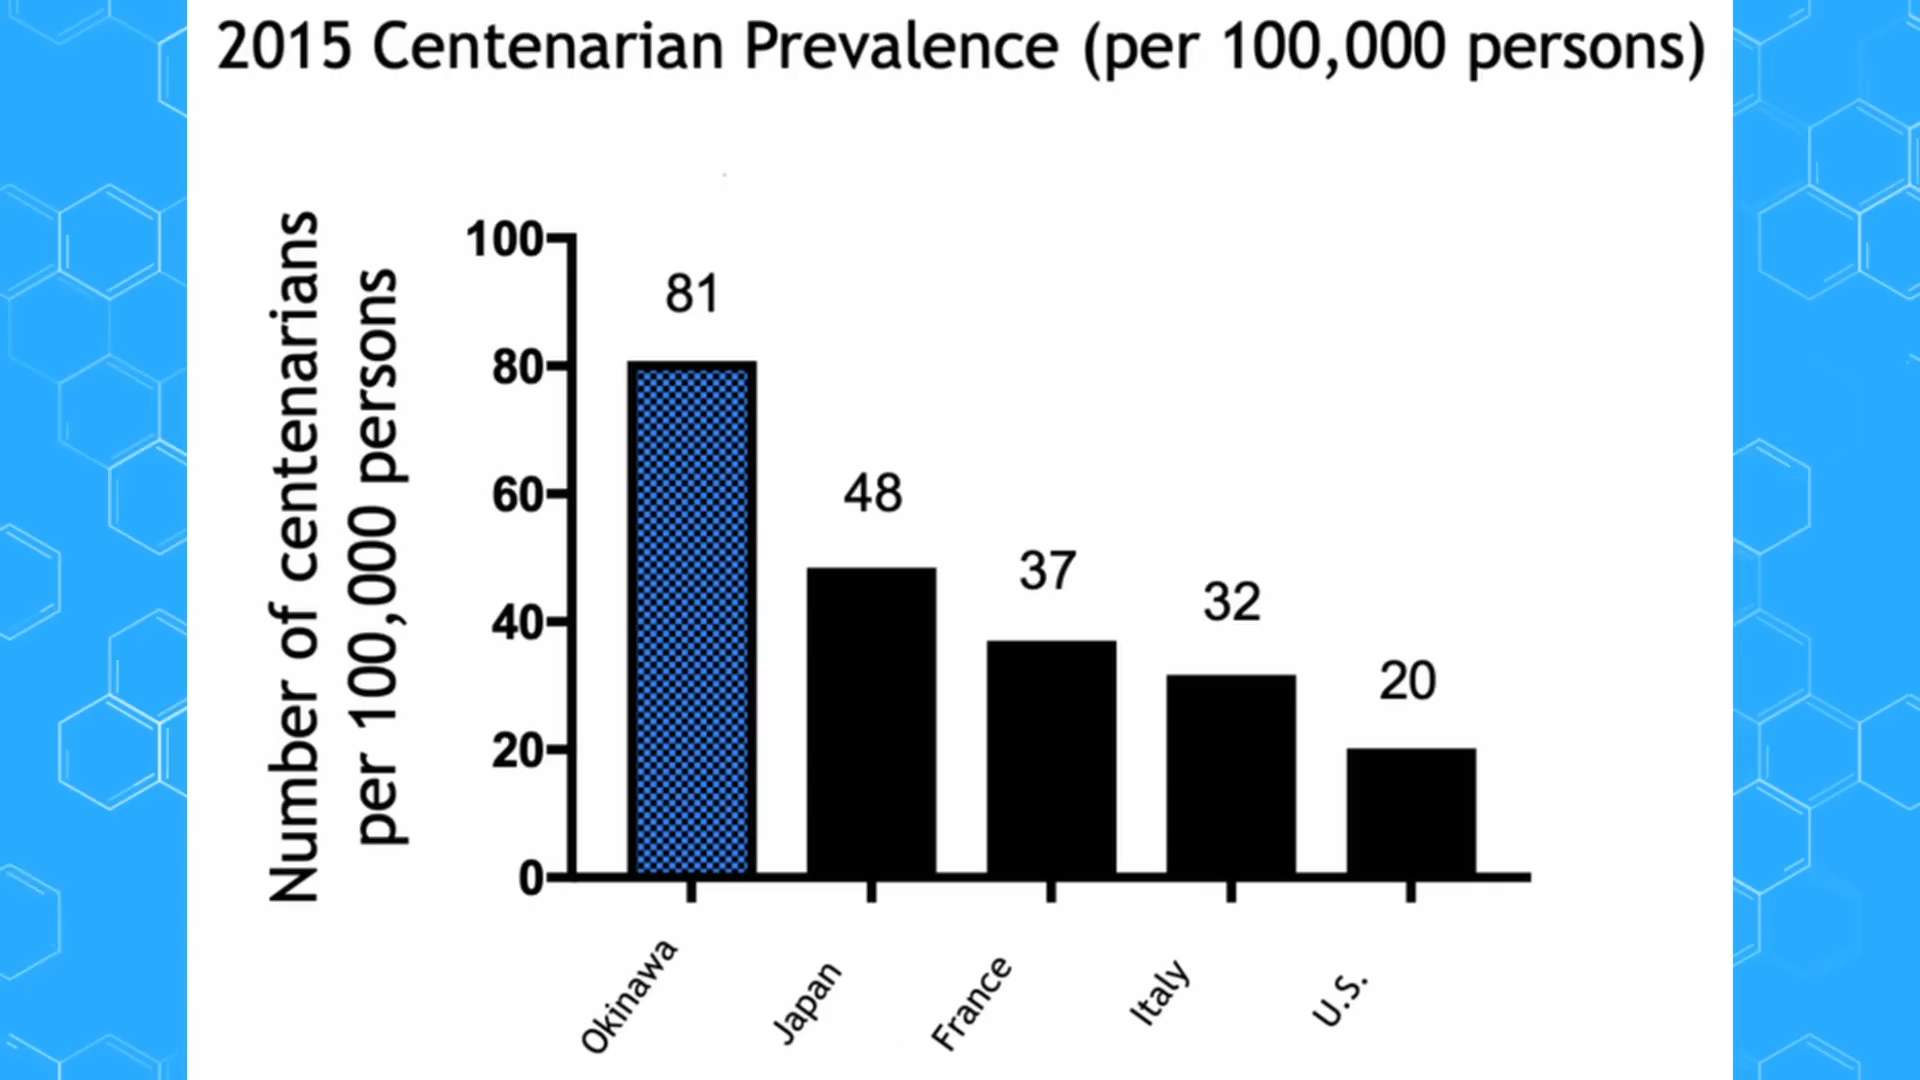 2015 Centenarian Prevalence (per 100,000 persons)
Number of centenarians
per 100,000 persons
100
80
60
40
20
0
81
48
37
32
20
Okinawa
Japan
France
Italy
U.S.